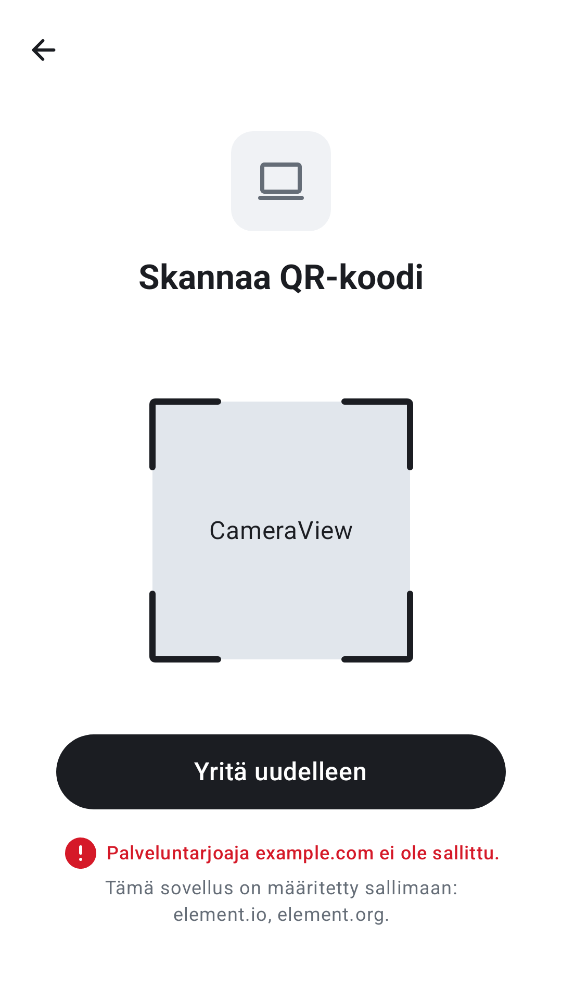 Skannaa QR-koodi
CameraView
Yritä uudelleen
Palveluntarjoaja example.com ei ole sallittu.
Tämä sovellus on määritetty sallimaan:
element.io, element.org.